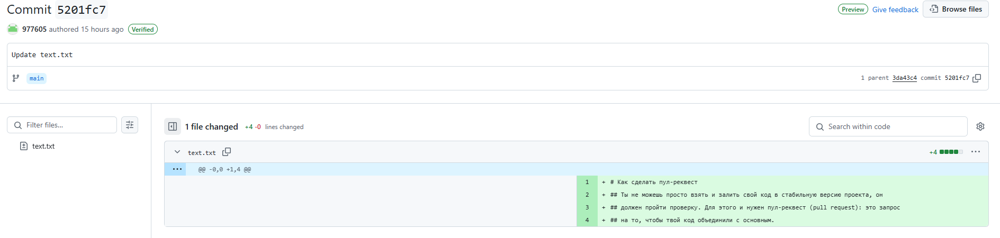 Commit 5201fc7
Preview Give feedback Browse files
977605 authored 15 hours ago Verified
Update text.txt
main
1 parent 3da43c4 commit 5201fc7
Filter files...
text.txt
1 file changed +4 -0 lines changed
Search within code
text.txt
+4
@@ -0,0 +1,4 @@
1 + # Как сделать пул-реквест
2 + ## Ты не можешь просто взять и залить свой код в стабильную версию проекта, он
3 + ## должен пройти проверку. Для этого и нужен пул-реквест (pull request): это запрос
4 + ## на то, чтобы твой код объединили с основным.